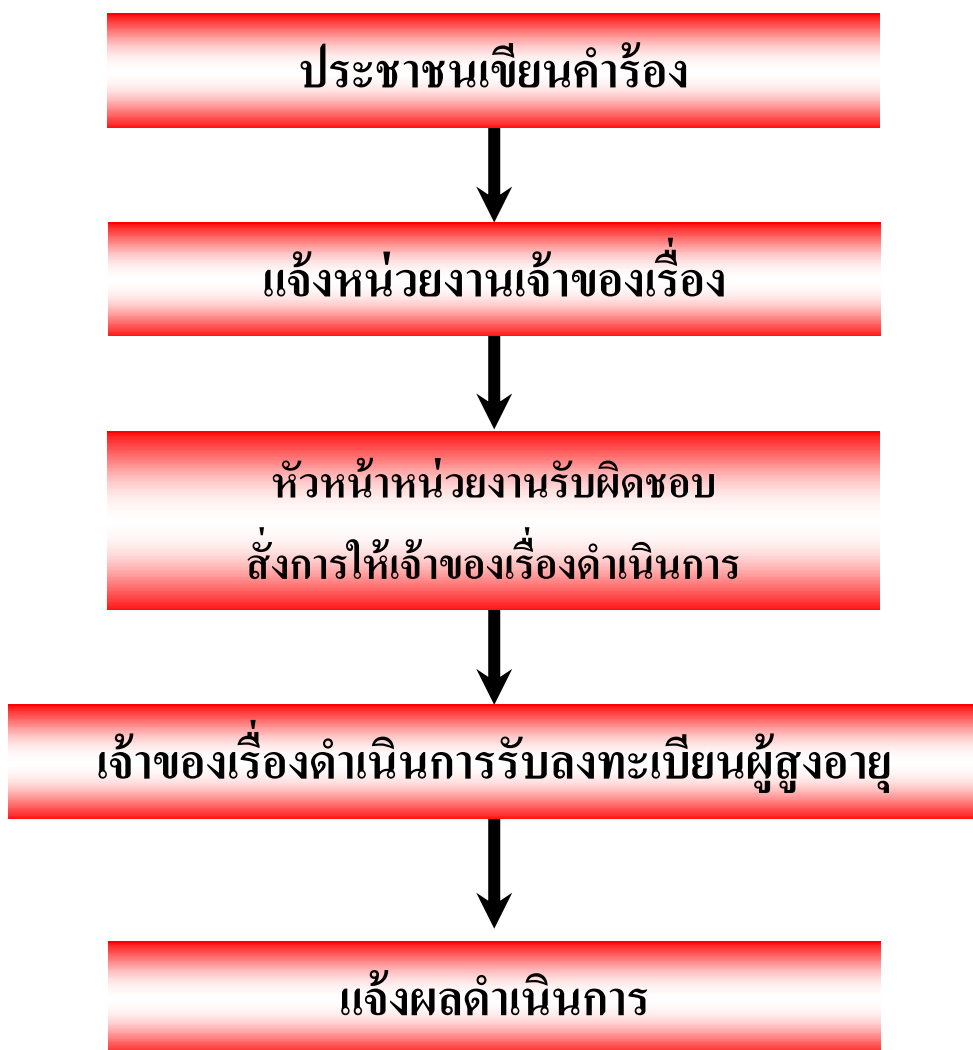 ประชาชนเขียนคำร้อง
แจ้งหน่วยงานเจ้าของเรื่อง
หัวหน้าหน่วยงานรับผิดชอบ
สั่งการให้เจ้าของเรื่องดำเนินการ
เจ้าของเรื่องดำเนินการรับลงทะเบียนผู้สูงอายุ
แจ้งผลดำเนินการ